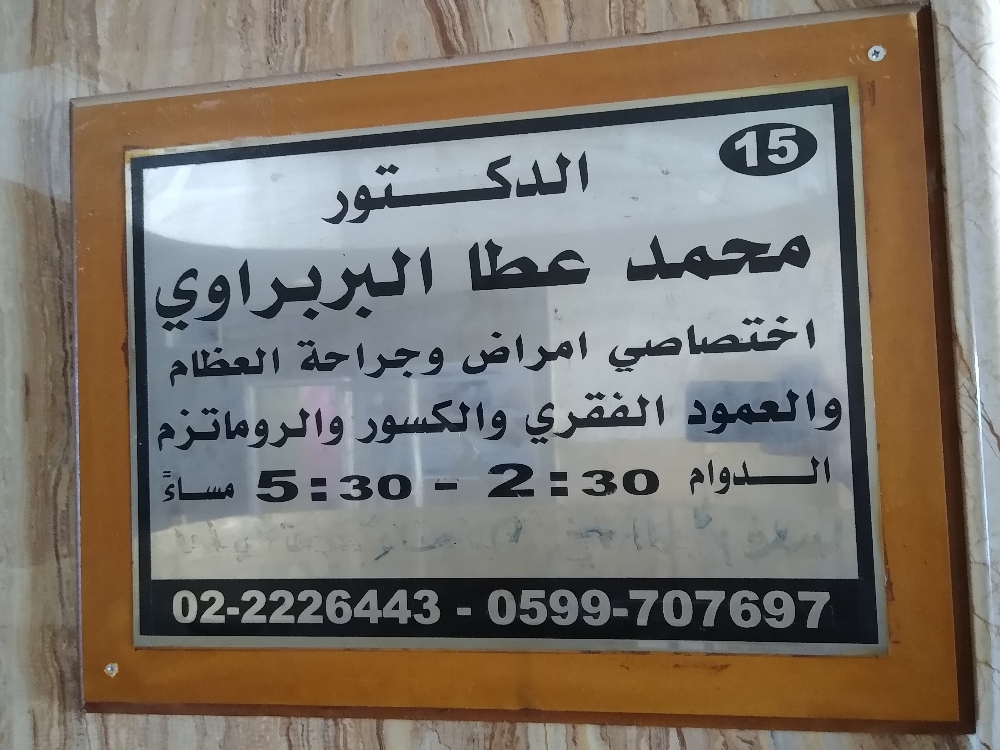 15
الدكتور
محمد عطا البربراوي
اختصاصي امراض وجراحة العظام
والعمود الفقري والكسور والروماتزم
الدوام 2:30 - 5:30 مساءً
02-2226443 - 0599-707697